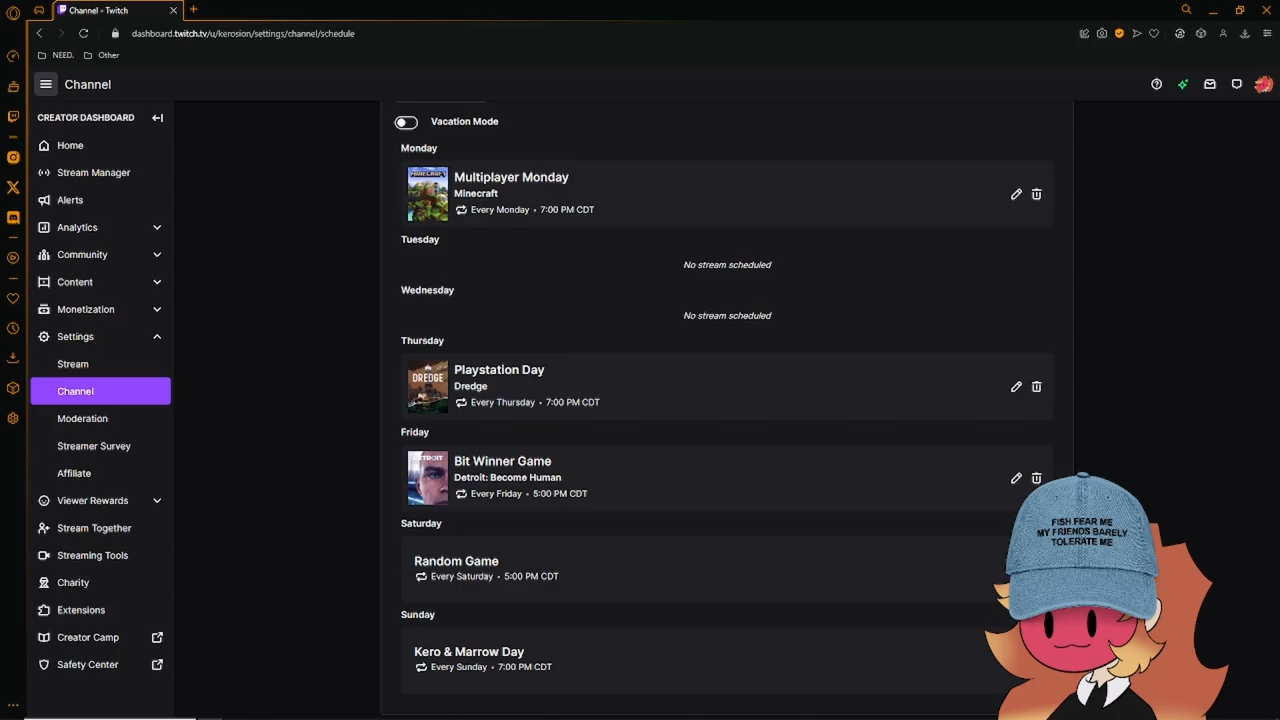 Channel - Twitch
dashboard.twitch.tv/u/kerosion/settings/channel/schedule
NEED.
Other
Channel
CREATOR DASHBOARD
Home
Stream Manager
Alerts
Analytics
Community
Content
Monetization
Settings
Stream
Channel
Moderation
Streamer Survey
Affiliate
Viewer Rewards
Stream Together
Streaming Tools
Charity
Extensions
Creator Camp
Safety Center
Vacation Mode
Monday
MINECRAFT
Multiplayer Monday
Minecraft
Every Monday • 7:00 PM CDT
Tuesday
No stream scheduled
Wednesday
No stream scheduled
Thursday
DREDGE
Playstation Day
Dredge
Every Thursday • 7:00 PM CDT
Friday
DETROIT
Bit Winner Game
Detroit: Become Human
Every Friday • 5:00 PM CDT
Saturday
Random Game
Every Saturday • 5:00 PM CDT
Sunday
Kero & Marrow Day
Every Sunday • 7:00 PM CDT
FISH FEAR ME
MY FRIENDS BARELY
TOLERATE ME